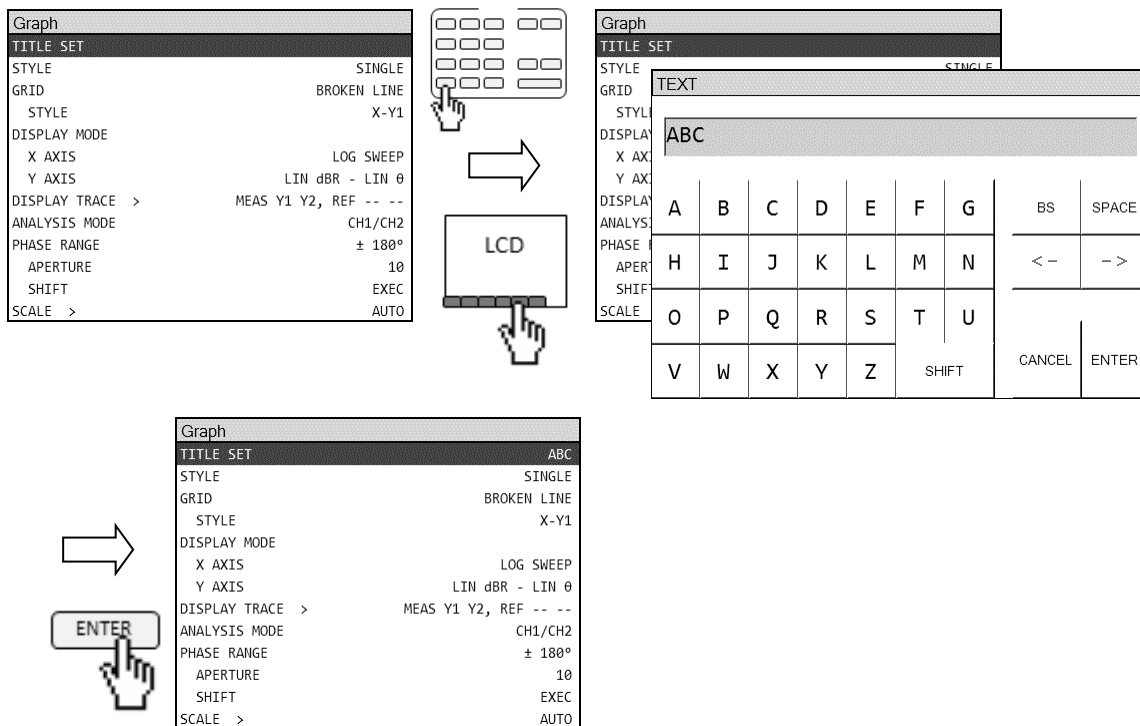 Graph
TITLE SET
STYLE SINGLE
GRID BROKEN LINE
STYLE X-Y1
DISPLAY MODE
X AXIS LOG SWEEP
Y AXIS LIN dBR - LIN θ
DISPLAY TRACE > MEAS Y1 Y2, REF -- --
ANALYSIS MODE CH1/CH2
PHASE RANGE ± 180°
APERTURE 10
SHIFT EXEC
SCALE > AUTO
LCD
Graph
TITLE SET
STYLE SINGLE
GRID
STYL
DISPLAY
X AX
Y AX
DISPLAY
ANALYS
PHASE
APER
SHIF
SCALE
TEXT
ABC
A B C D E F G BS SPACE
H I J K L M N <- ->
O P Q R S T U
V W X Y Z SHIFT CANCEL ENTER
ENTER
Graph
TITLE SET ABC
STYLE SINGLE
GRID BROKEN LINE
STYLE X-Y1
DISPLAY MODE
X AXIS LOG SWEEP
Y AXIS LIN dBR - LIN θ
DISPLAY TRACE > MEAS Y1 Y2, REF -- --
ANALYSIS MODE CH1/CH2
PHASE RANGE ± 180°
APERTURE 10
SHIFT EXEC
SCALE > AUTO